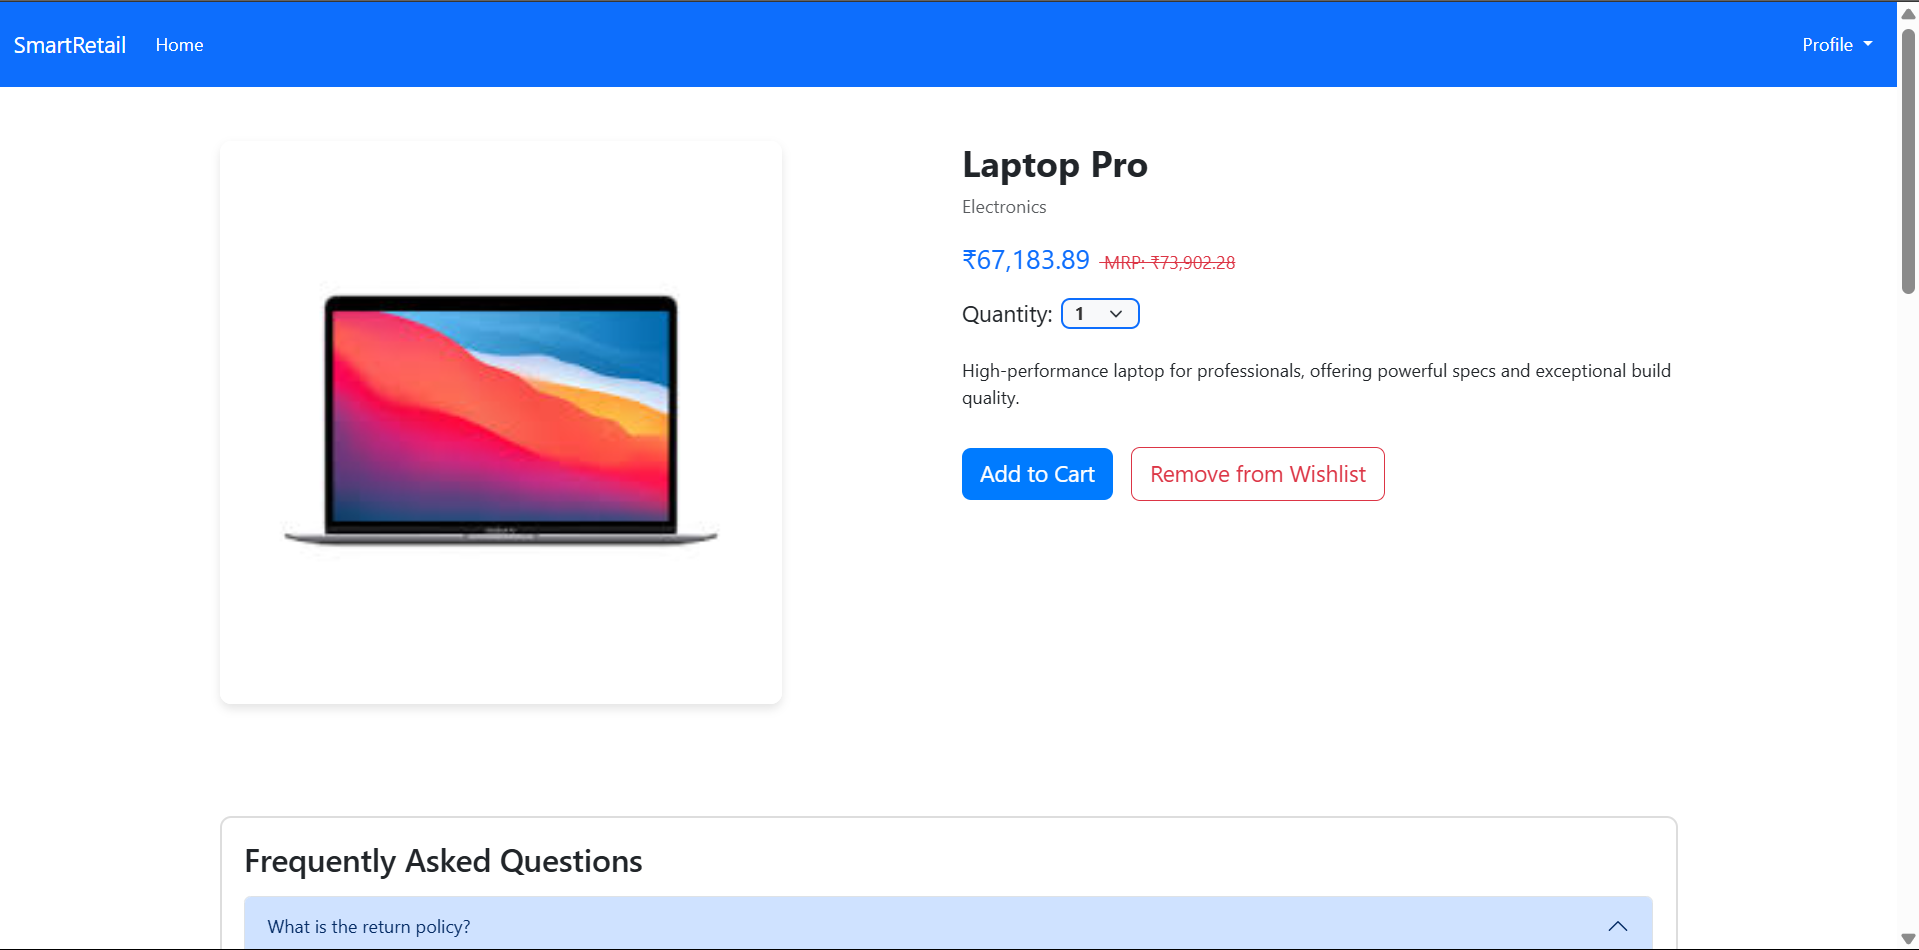 SmartRetail Home Profile
Laptop Pro
Electronics
₹67,183.89 MRP: ₹73,902.28
Quantity: 1
High-performance laptop for professionals, offering powerful specs and exceptional build
quality.
Add to Cart Remove from Wishlist
Frequently Asked Questions
What is the return policy?